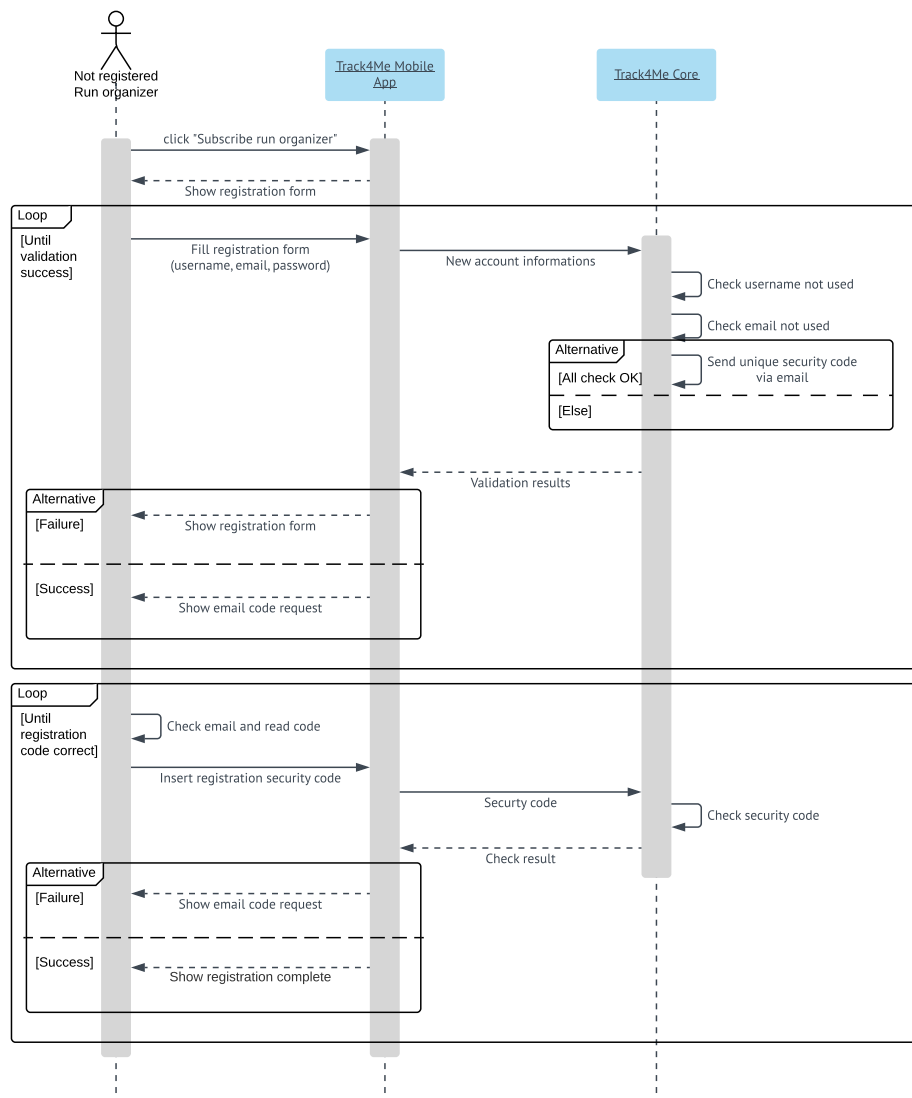 Not registered
Run organizer
Track4Me Mobile
App
Track4Me Core
click "Subscribe run organizer"
Show registration form
Loop
[Until
validation
success]
Fill registration form
(username, email, password)
New account informations
Check username not used
Check email not used
Alternative
[All check OK]
Send unique security code
via email
[Else]
Validation results
Alternative
[Failure]
Show registration form
[Success]
Show email code request
Loop
[Until
registration
code correct]
Check email and read code
Insert registration security code
Securty code
Check security code
Check result
Alternative
[Failure]
Show email code request
[Success]
Show registration complete